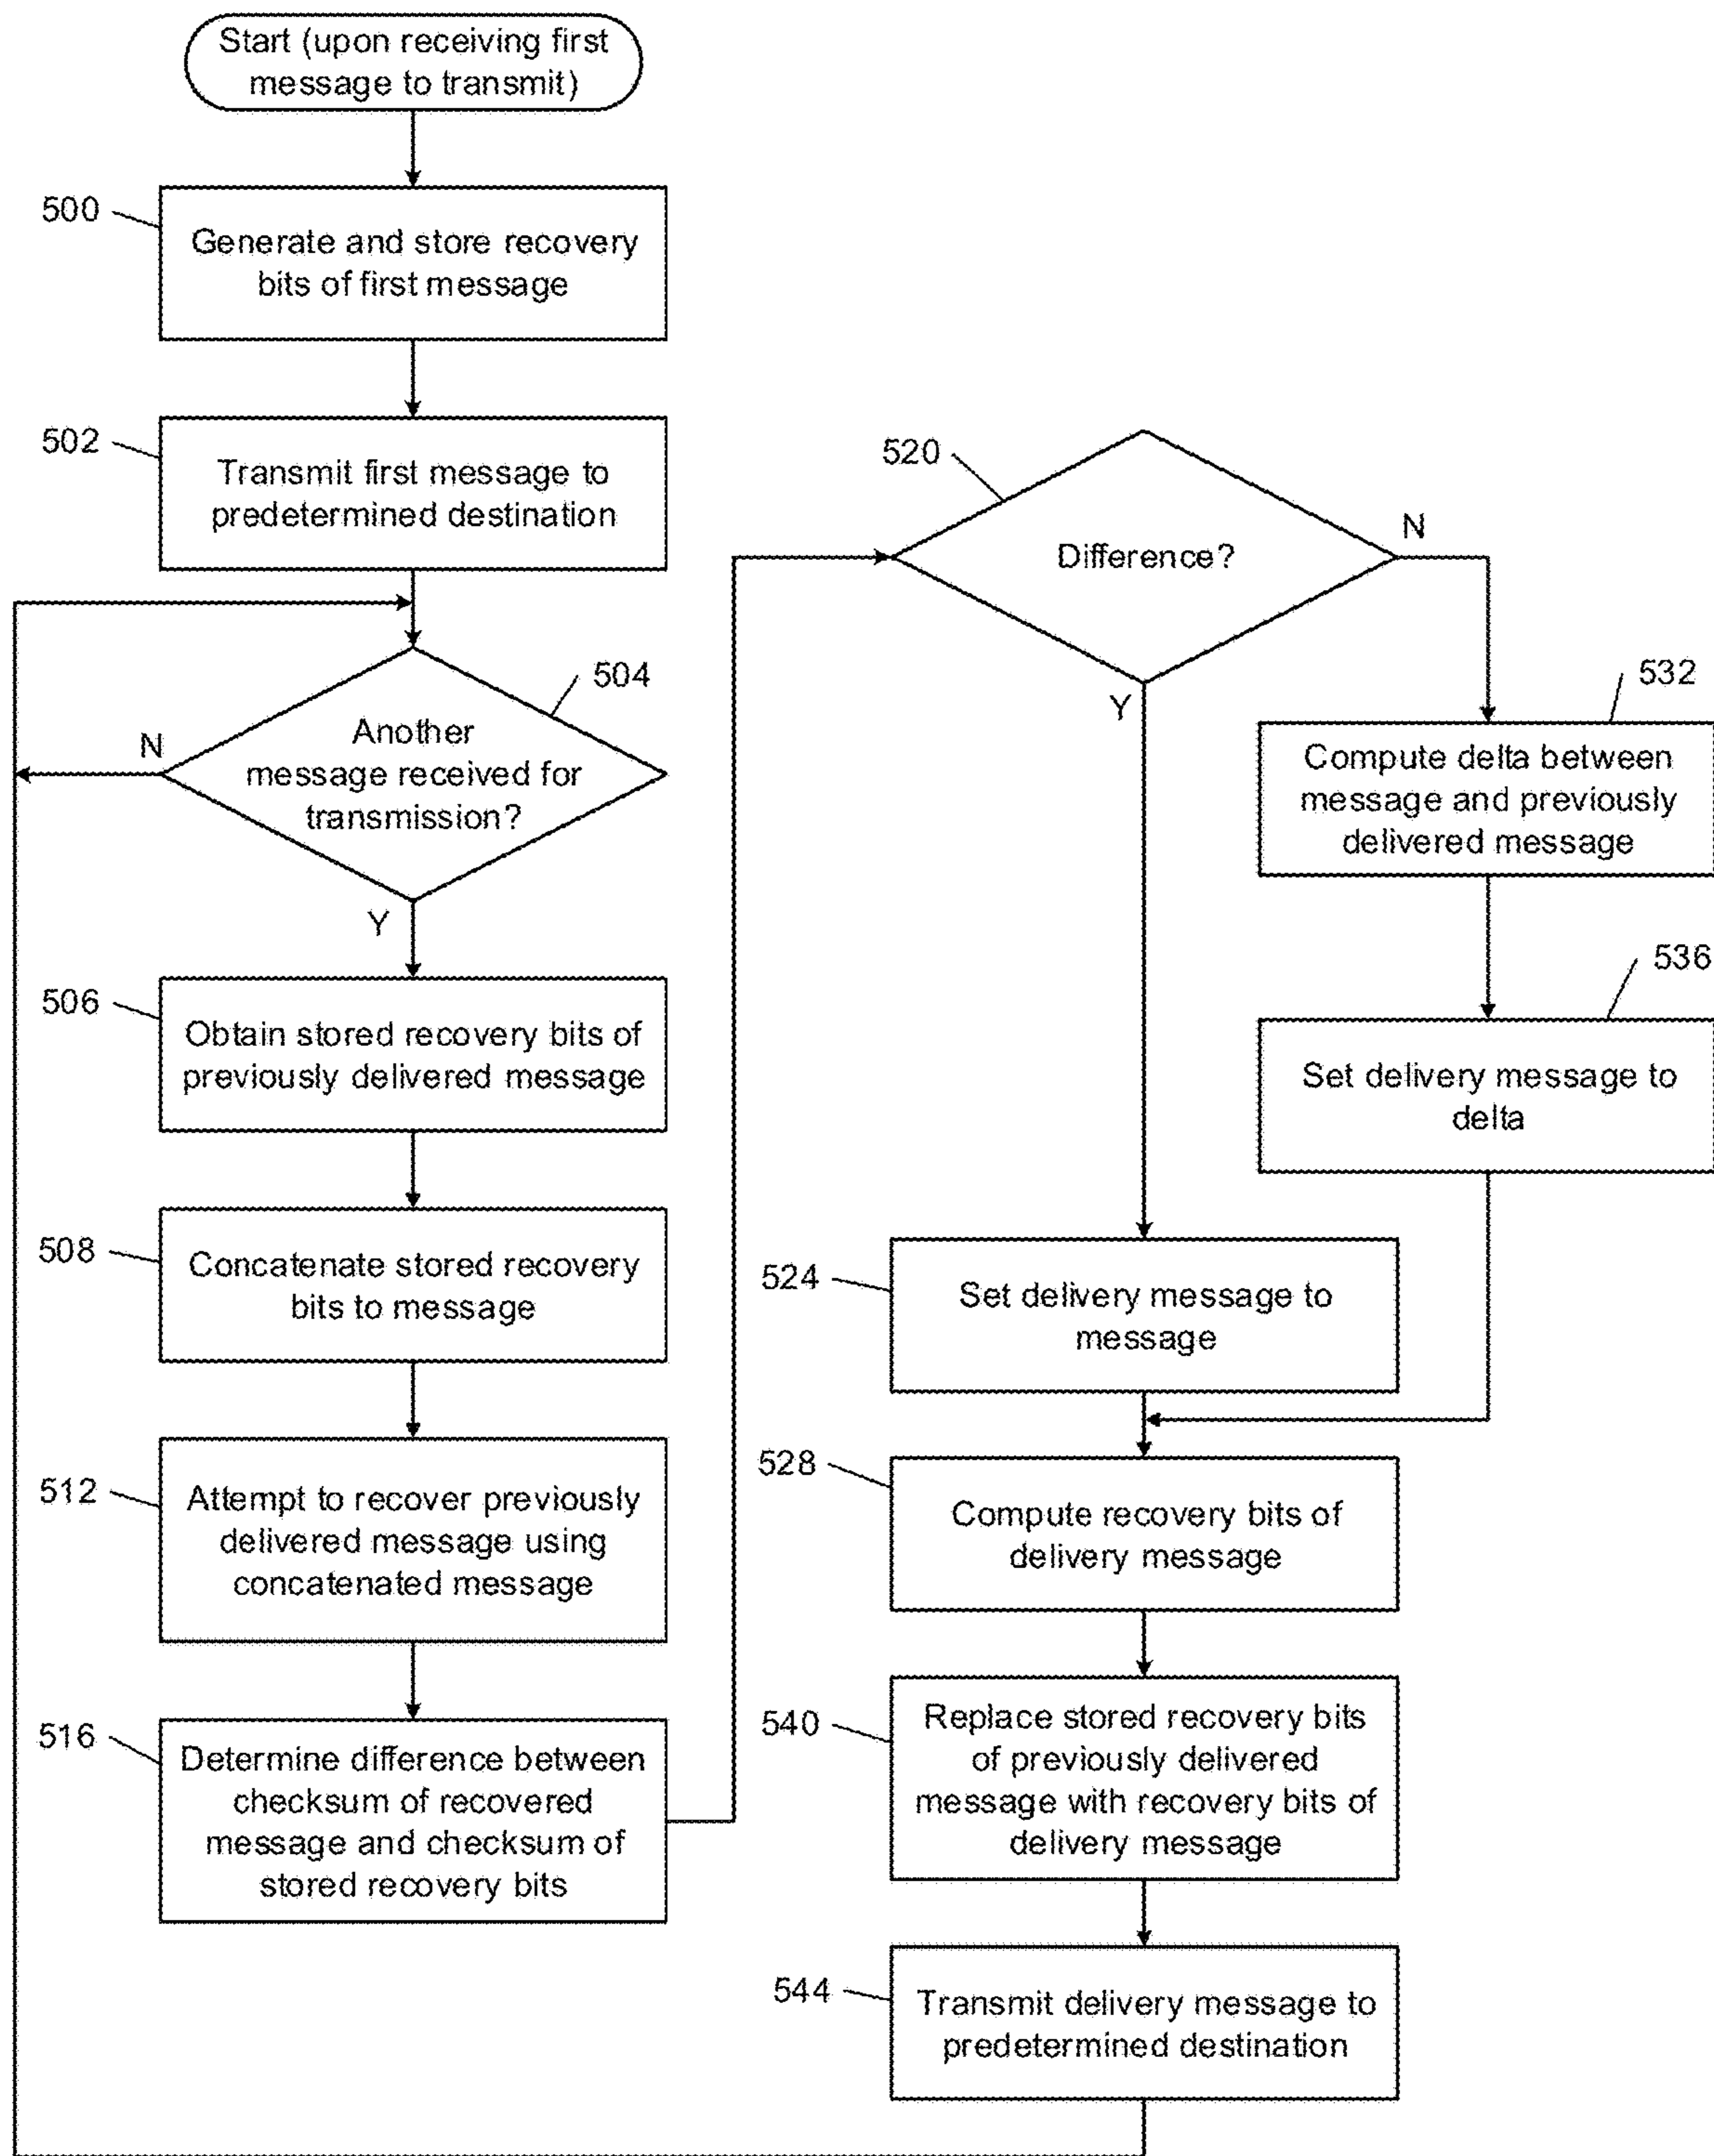 Start (upon receiving first
message to transmit)
500
Generate and store recovery
bits of first message
502
Transmit first message to
predetermined destination
504
Another
message received for
transmission?
N
Y
506
Obtain stored recovery bits of
previously delivered message
508
Concatenate stored recovery
bits to message
512
Attempt to recover previously
delivered message using
concatenated message
516
Determine difference between
checksum of recovered
message and checksum of
stored recovery bits
520
Difference?
N
Y
532
Compute delta between
message and previously
delivered message
536
Set delivery message to
delta
524
Set delivery message to
message
528
Compute recovery bits of
delivery message
540
Replace stored recovery bits
of previously delivered
message with recovery bits of
delivery message
544
Transmit delivery message to
predetermined destination